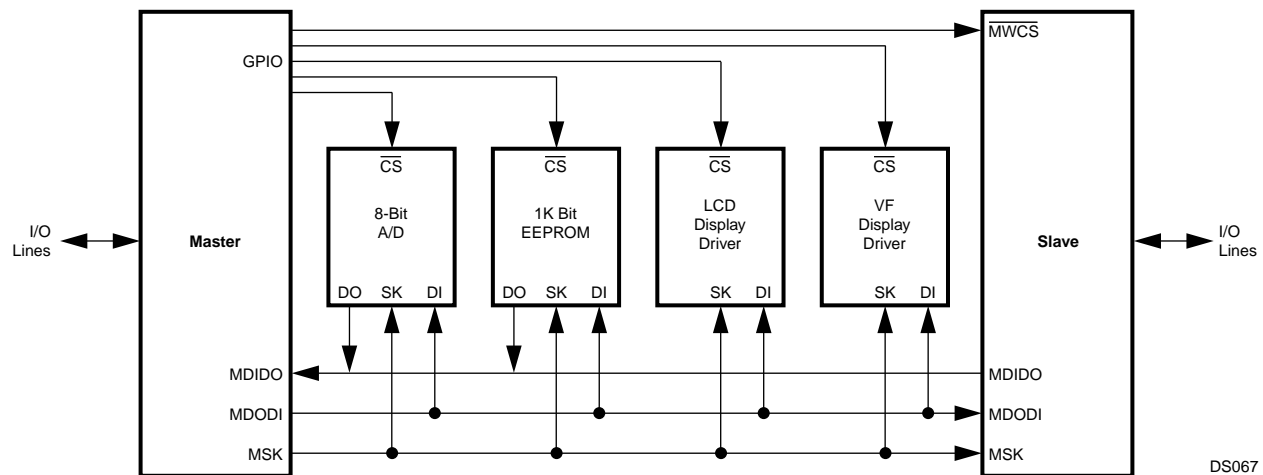 MWCS
GPIO
CS
CS
CS
CS
8-Bit
A/D
1K Bit
EEPROM
LCD
Display
Driver
VF
Display
Driver
I/O
Lines
Master
Slave
I/O
Lines
DO SK DI
DO SK DI
SK DI
SK DI
MDIDO
MDIDO
MDODI
MDODI
MSK
MSK
DS067